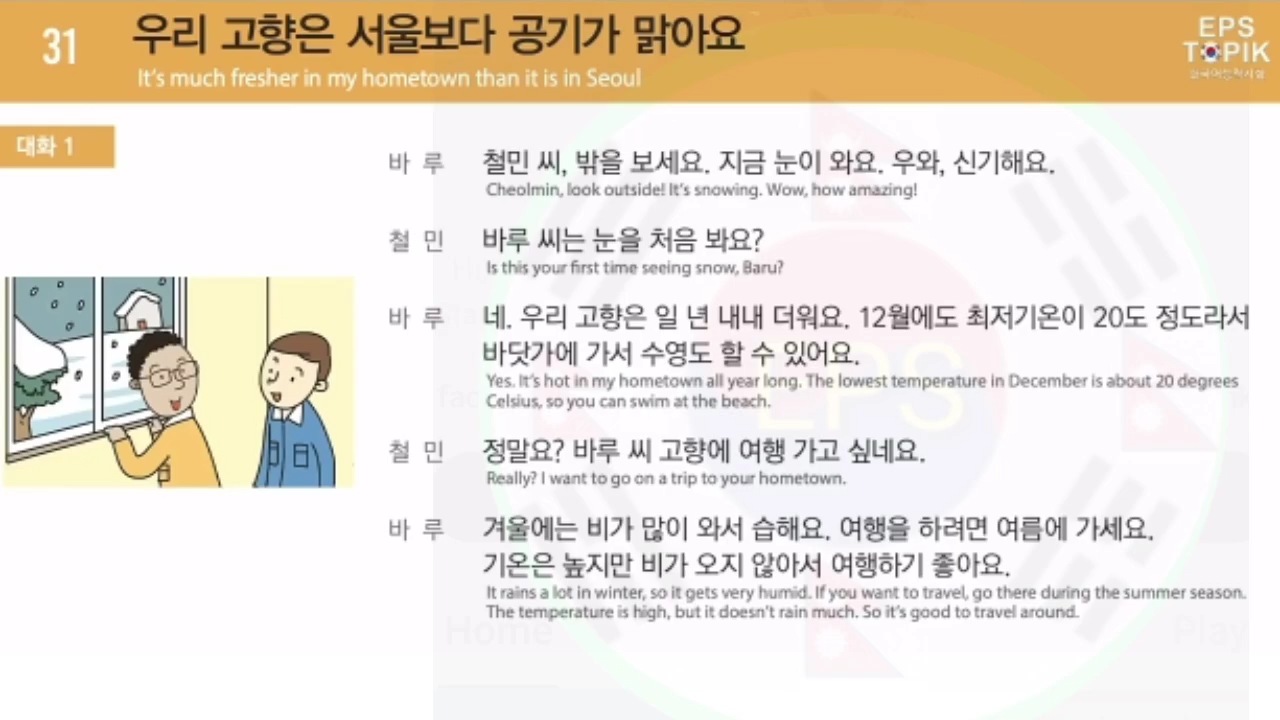 31
우리 고향은 서울보다 공기가 맑아요
It's much fresher in my hometown than it is in Seoul
EPS
TOPIK
한국어능력시험
대화 1
바 루 철민 씨, 밖을 보세요. 지금 눈이 와요. 우와, 신기해요.
Cheolmin, look outside! It's snowing. Wow, how amazing!
철 민 바루 씨는 눈을 처음 봐요?
Is this your first time seeing snow, Baru?
바 루 네. 우리 고향은 일 년 내내 더워요. 12월에도 최저기온이 20도 정도라서
바닷가에 가서 수영도 할 수 있어요.
Yes. It's hot in my hometown all year long. The lowest temperature in December is about 20 degrees
Celsius, so you can swim at the beach.
EPS
철 민 정말요? 바루 씨 고향에 여행 가고 싶네요.
Really? I want to go on a trip to your hometown.
바 루 겨울에는 비가 많이 와서 습해요. 여행을 하려면 여름에 가세요.
기온은 높지만 비가 오지 않아서 여행하기 좋아요.
It rains a lot in winter, so it gets very humid. If you want to travel, go there during the summer season.
The temperature is high, but it doesn't rain much. So it's good to travel around.
Home
Play